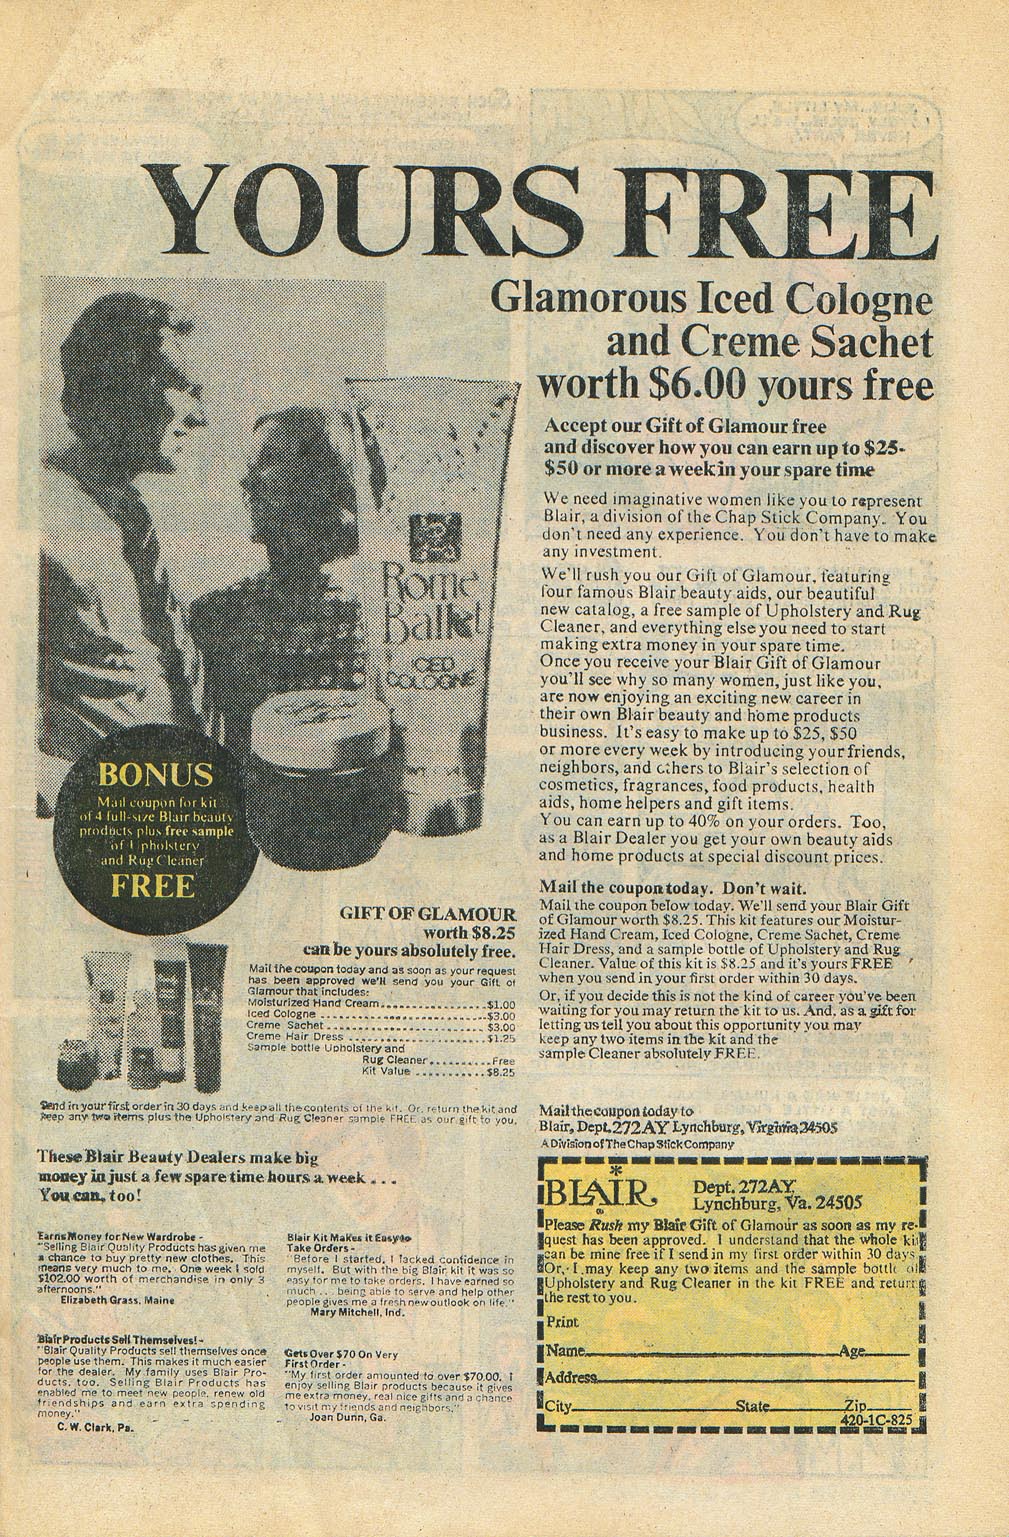 YOURS FREE
Glamorous Iced Cologne
and Creme Sachet
worth $6.00 yours free
Accept our Gift of Glamour free
and discover how you can earn up to $25-
$50 or more a week in your spare time
We need imaginative women like you to represent
Blair, a division of the Chap Stick Company. You
don't need any experience. You don't have to make
any investment.
We'll rush you our Gift of Glamour, featuring
four famous Blair beauty aids, our beautiful
new catalog, a free sample of Upholstery and Rug
Cleaner, and everything else you need to start
making extra money in your spare time.
Once you receive your Blair Gift of Glamour
you'll see why so many women, just like you,
are now enjoying an exciting new career in
their own Blair beauty and home products
business. It's easy to make up to $25, $50
or more every week by introducing your friends,
neighbors, and others to Blair's selection of
cosmetics, fragrances, food products, health
aids, home helpers and gift items.
You can earn up to 40% on your orders. Too,
as a Blair Dealer you get your own beauty aids
and home products at special discount prices.
Mail the coupon today. Don't wait.
Mail the coupon below today. We'll send your Blair Gift
of Glamour worth $8.25. This kit features our Moistur-
ized Hand Cream, Iced Cologne, Creme Sachet, Creme
Hair Dress, and a sample bottle of Upholstery and Rug
Cleaner. Value of this kit is $8.25 and it's yours FREE
when you send in your first order within 30 days.
Or, if you decide this is not the kind of career you've been
waiting for you may return the kit to us. And, as a gift for
letting us tell you about this opportunity you may
keep any two items in the kit and the
sample Cleaner absolutely FREE.
Rome
Ballet
ICED
COLOGNE
BONUS
Mail coupon for kit
of 4 full-size Blair beauty
products plus free sample
of Upholstery
and Rug Cleaner
FREE
GIFT OF GLAMOUR
worth $8.25
can be yours absolutely free.
Mail the coupon today and as soon as your request
has been approved we'll send you your Gift of
Glamour that includes:
Moisturized Hand Cream..................$1.00
Iced Cologne ............................$3.00
Creme Sachet ..........................$3.00
Creme Hair Dress .......................$1.25
Sample bottle Upholstery and
Rug Cleaner..........Free
Kit Value ...........$8.25
Send in your first order in 30 days and keep all the contents of the kit. Or, return the kit and
keep any two items plus the Upholstery and Rug Cleaner sample FREE as our gift to you.
These Blair Beauty Dealers make big
money in just a few spare time hours a week . . .
You can, too!
Earns Money for New Wardrobe -
"Selling Blair Quality Products has given me
a chance to buy pretty new clothes. This
means very much to me. One week I sold
$102.00 worth of merchandise in only 3
afternoons."
Elizabeth Grass, Maine
Blair Products Sell Themselves! -
"Blair Quality Products sell themselves once
people use them. This makes it much easier
for the dealer. My family uses Blair Pro-
ducts, too. Selling Blair Products has
enabled me to meet new people, renew old
friendships and earn extra spending
money."
C. W. Clark, Pa.
Blair Kit Makes it Easy to
Take Orders -
"Before I started, I lacked confidence in
myself. But with the big Blair kit it was so
easy for me to take orders. I have earned so
much . . . being able to serve and help other
people gives me a fresh new outlook on life."
Mary Mitchell, Ind.
Gets Over $70 On Very
First Order -
"My first order amounted to over $70.00. I
enjoy selling Blair products because it gives
me extra money, real nice gifts and a chance
to visit my friends and neighbors."
Joan Dunn, Ga.
Mail the coupon today to
Blair, Dept. 272AY Lynchburg, Virginia 24505
A Division of The Chap Stick Company
BLAIR
Dept. 272AY
Lynchburg, Va. 24505
Please Rush my Blair Gift of Glamour as soon as my re-
quest has been approved. I understand that the whole kit
can be mine free if I send in my first order within 30 days
Or, I may keep any two items and the sample bottle of
Upholstery and Rug Cleaner in the kit FREE and return
the rest to you.
Print
Name Age
Address
City State Zip
420-1C-825